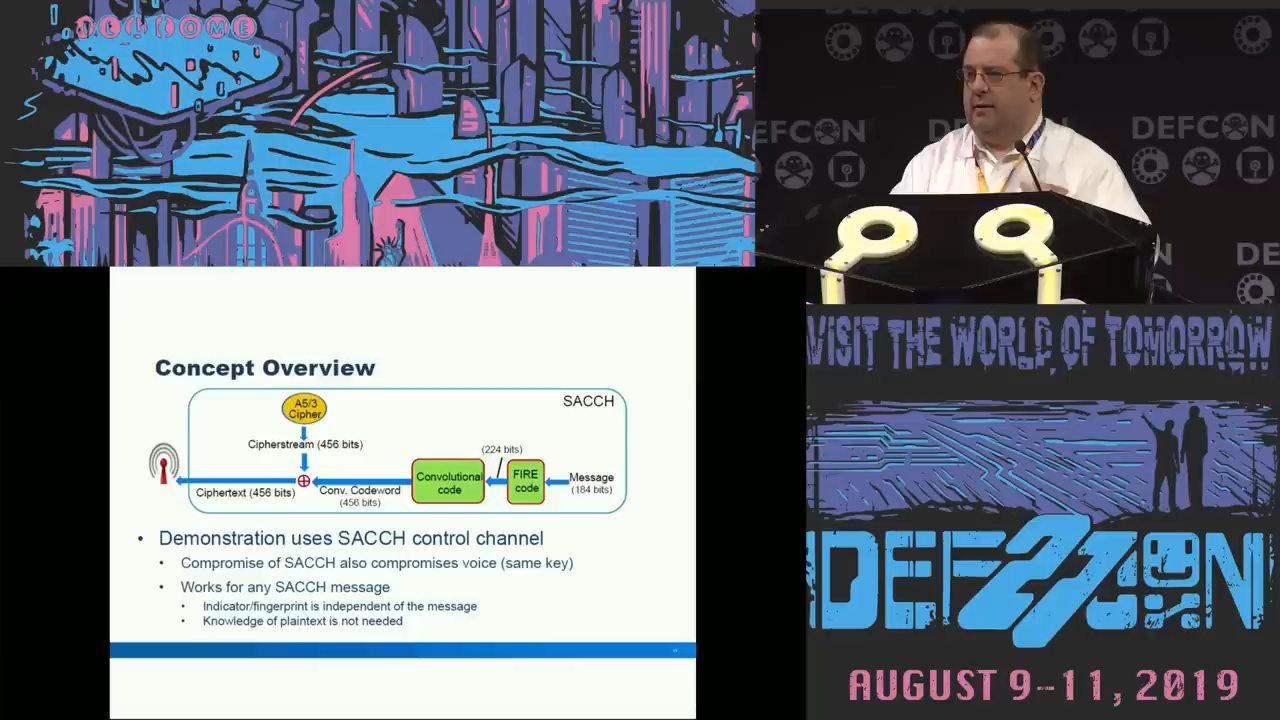 WELCOME
DEFCON
DEFCON
DE
VISIT THE WORLD OF TOMORROW
Concept Overview
SACCH
A5/3
Cipher
Cipherstream (456 bits)
(224 bits)
Convolutional
code
FIRE
code
Message
(184 bits)
Ciphertext (456 bits)
Conv. Codeword
(456 bits)
• Demonstration uses SACCH control channel
• Compromise of SACCH also compromises voice (same key)
• Works for any SACCH message
• Indicator/fingerprint is independent of the message
• Knowledge of plaintext is not needed
DEF27CON
AUGUST 9-11, 2019